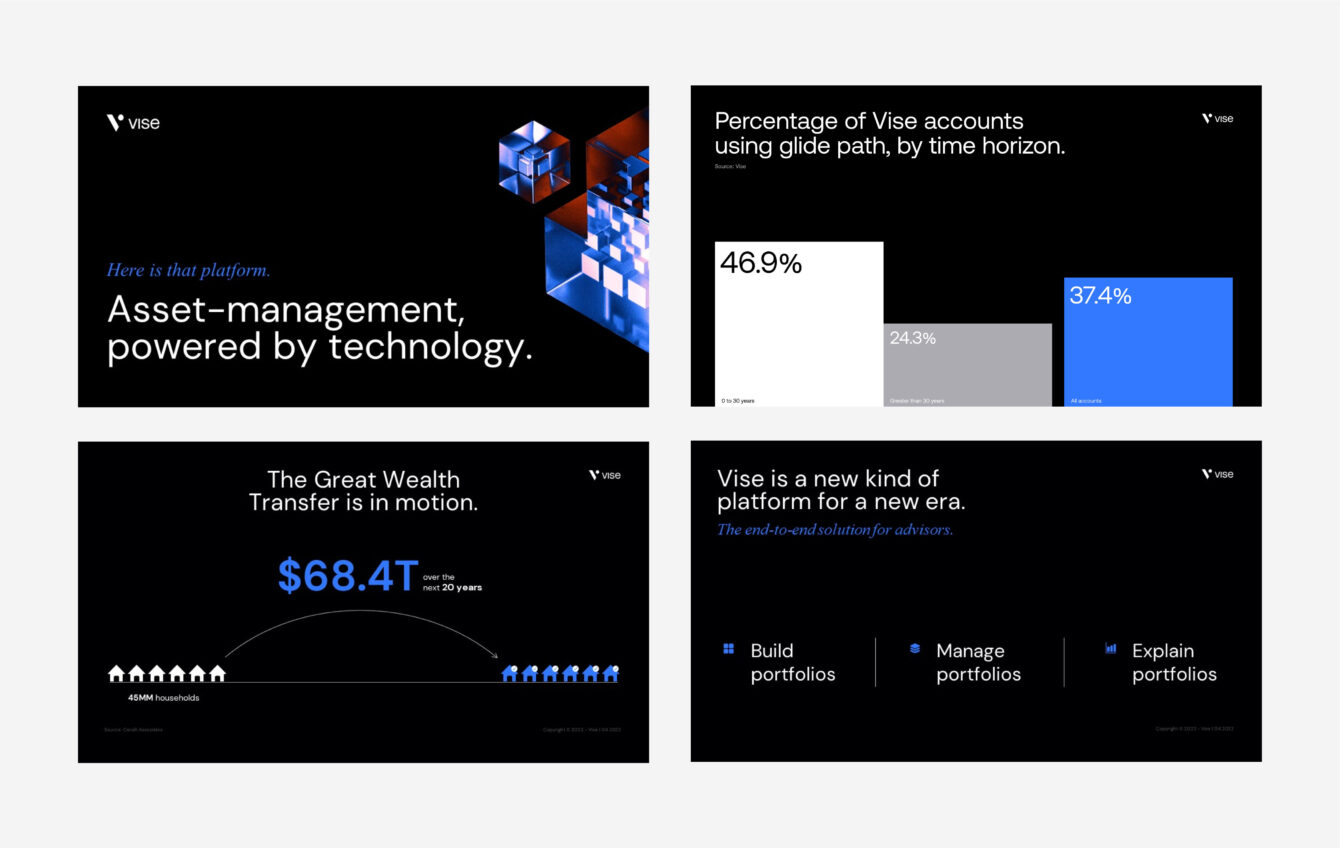 vise
Here is that platform.
Asset-management,
powered by technology.
Percentage of Vise accounts
using glide path, by time horizon.
Source: Vise
vise
46.9%
0 to 30 years
24.3%
Greater than 30 years
37.4%
All accounts
The Great Wealth
Transfer is in motion.
vise
$68.4T
over the
next 20 years
45MM households
Source: Cerulli Associates
Copyright © 2022 - Vise | 04.2022
Vise is a new kind of
platform for a new era.
The end-to-end solution for advisors.
vise
Build
portfolios
Manage
portfolios
Explain
portfolios
Copyright © 2022 - Vise | 04.2022